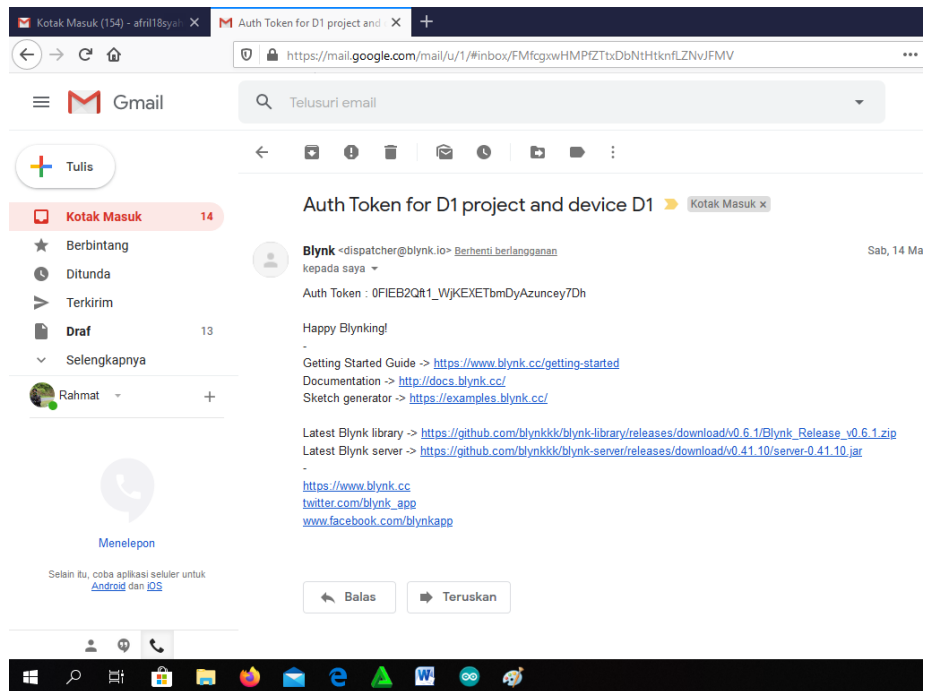 Kotak Masuk (154) - afril18syah
Auth Token for D1 project and
https://mail.google.com/mail/u/1/#inbox/FMfcgxwHMPfZTtxDbNtHtknfLZNvJFMV
Gmail
Telusuri email
Tulis
Auth Token for D1 project and device D1
Kotak Masuk x
Kotak Masuk 14
Berbintang
Ditunda
Terkirim
Draf 13
Selengkapnya
Rahmat
Blynk <dispatcher@blynk.io> Berhenti berlangganan
Sab, 14 Ma
kepada saya
Auth Token : 0FIEB2Qft1_WjKEXETbmDyAzuncey7Dh
Happy Blynking!
-
Getting Started Guide -> https://www.blynk.cc/getting-started
Documentation -> http://docs.blynk.cc/
Sketch generator -> https://examples.blynk.cc/
Latest Blynk library -> https://github.com/blynkkk/blynk-library/releases/download/v0.6.1/Blynk_Release_v0.6.1.zip
Latest Blynk server -> https://github.com/blynkkk/blynk-server/releases/download/v0.41.10/server-0.41.10.jar
-
https://www.blynk.cc
twitter.com/blynk_app
www.facebook.com/blynkapp
Menelepon
Selain itu, coba aplikasi seluler untuk
Android dan iOS
Balas
Teruskan